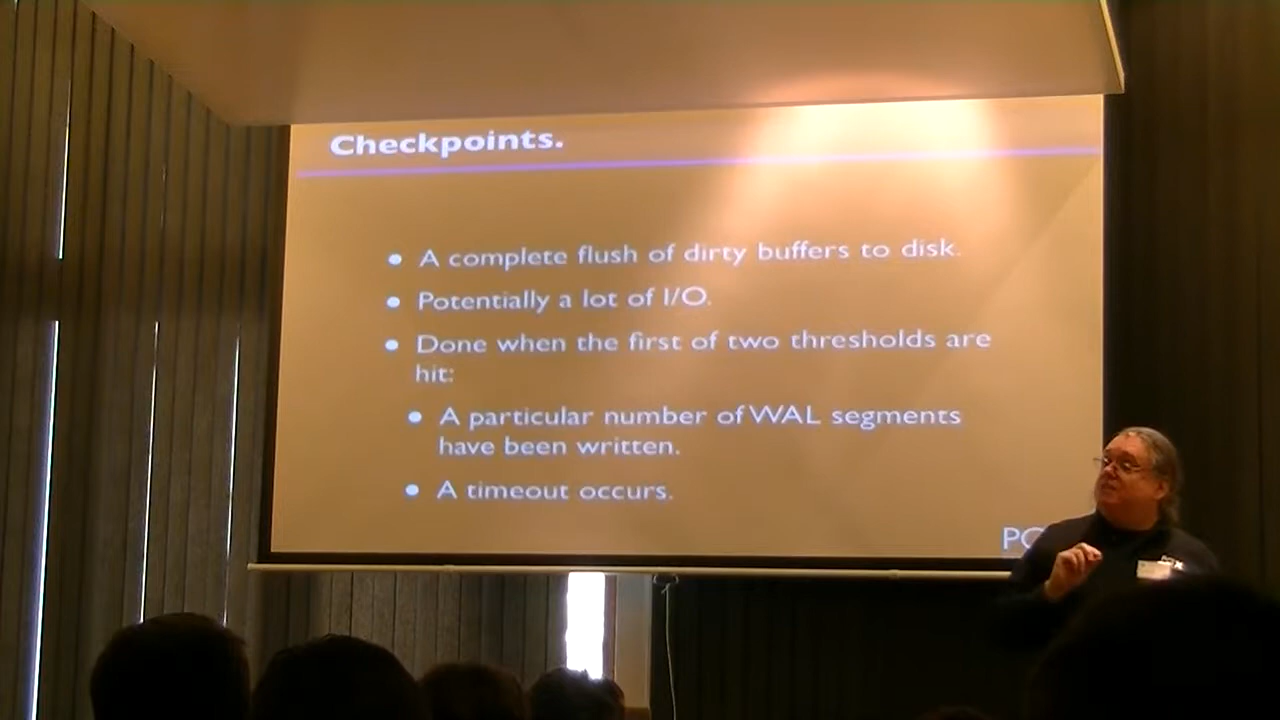 Checkpoints.
• A complete flush of dirty buffers to disk.
• Potentially a lot of I/O.
• Done when the first of two thresholds are
hit:
• A particular number of WAL segments
have been written.
• A timeout occurs.
PG